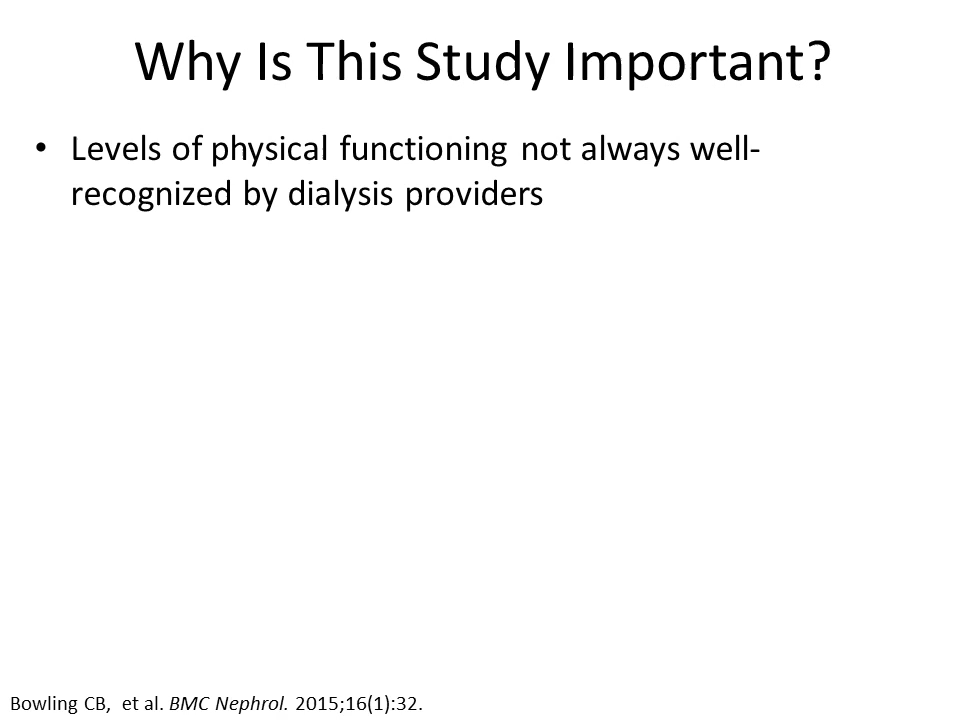 Why Is This Study Important?
• Levels of physical functioning not always well-
recognized by dialysis providers
Bowling CB,  et al. BMC Nephrol. 2015;16(1):32.